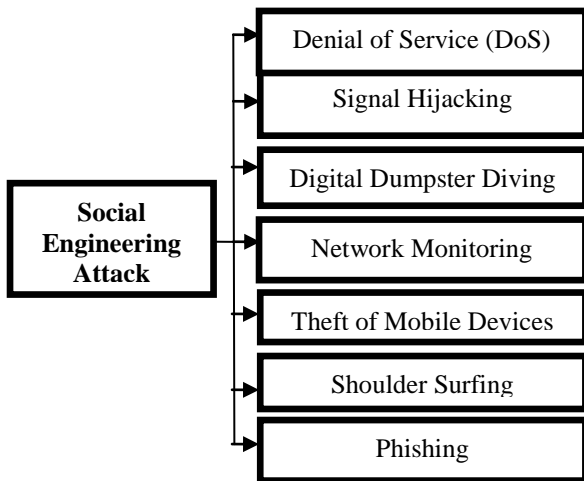 Denial of Service (DoS)
Signal Hijacking
Digital Dumpster Diving
Social
Engineering
Attack
Network Monitoring
Theft of Mobile Devices
Shoulder Surfing
Phishing